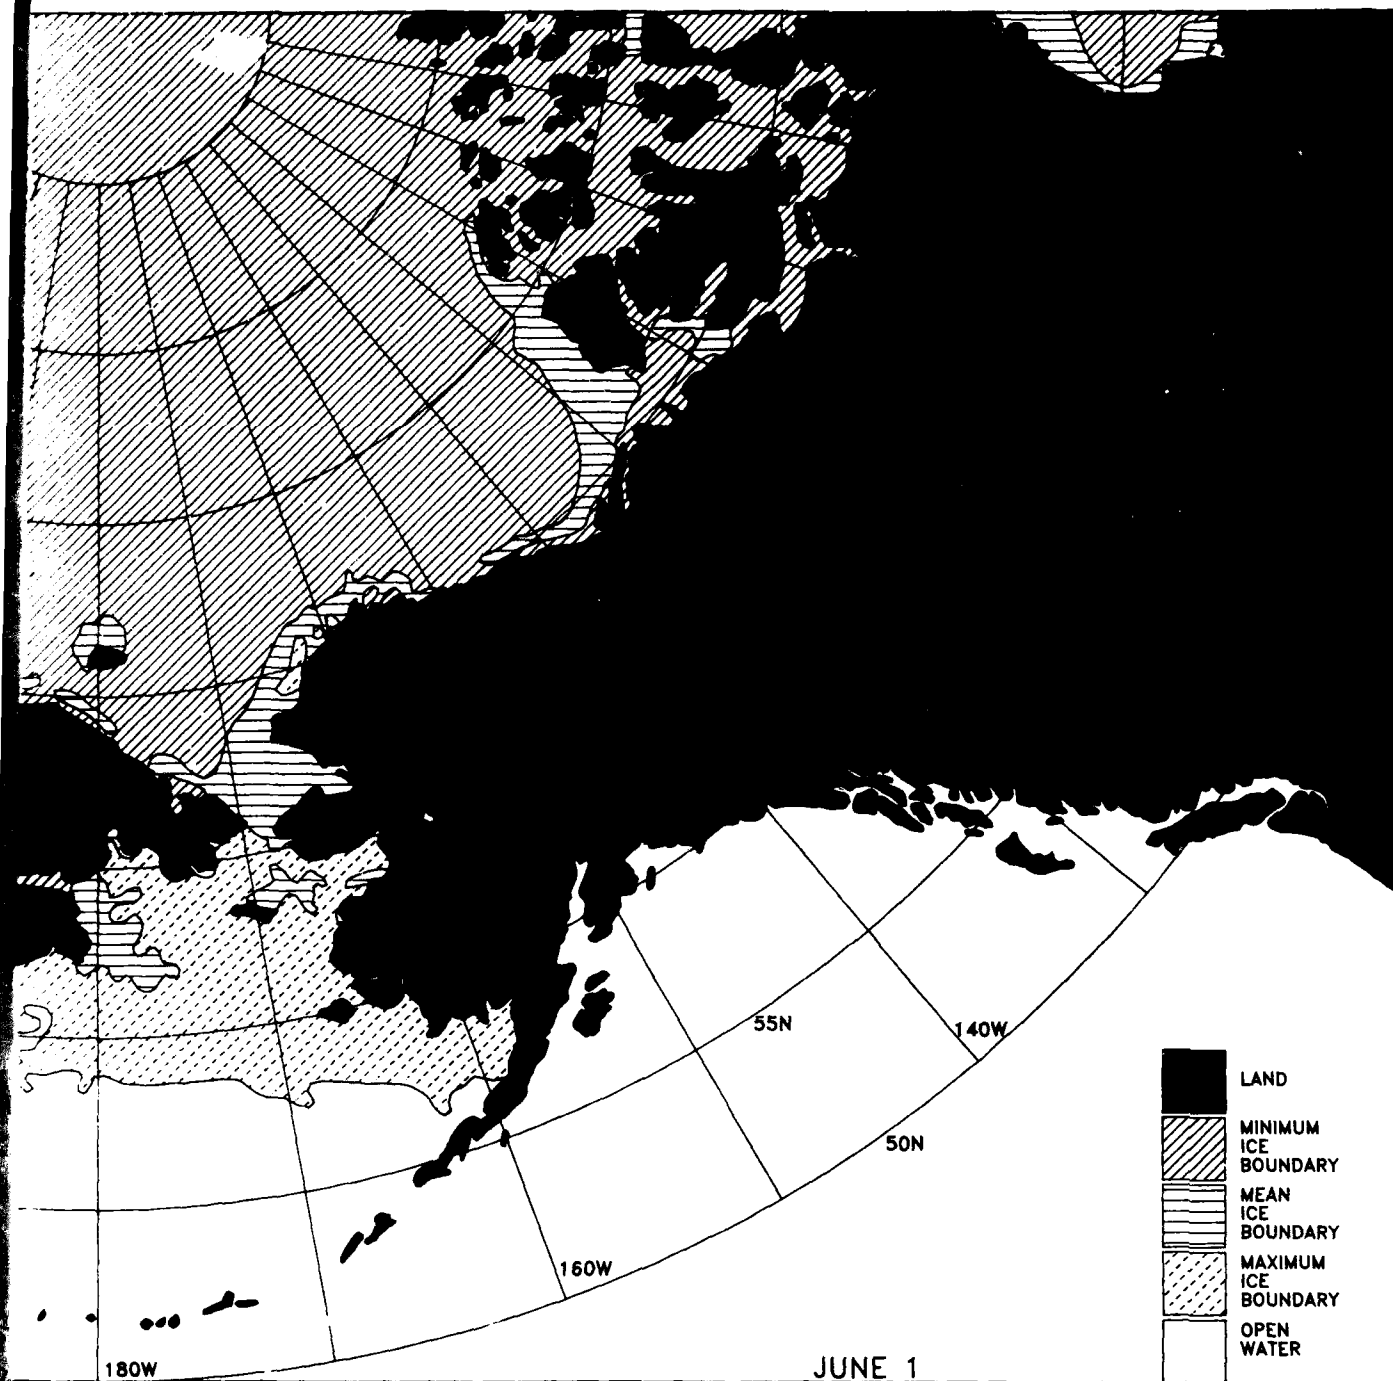 55N
140W
50N
160W
180W
JUNE 1
LAND
MINIMUM
ICE
BOUNDARY
MEAN
ICE
BOUNDARY
MAXIMUM
ICE
BOUNDARY
OPEN
WATER